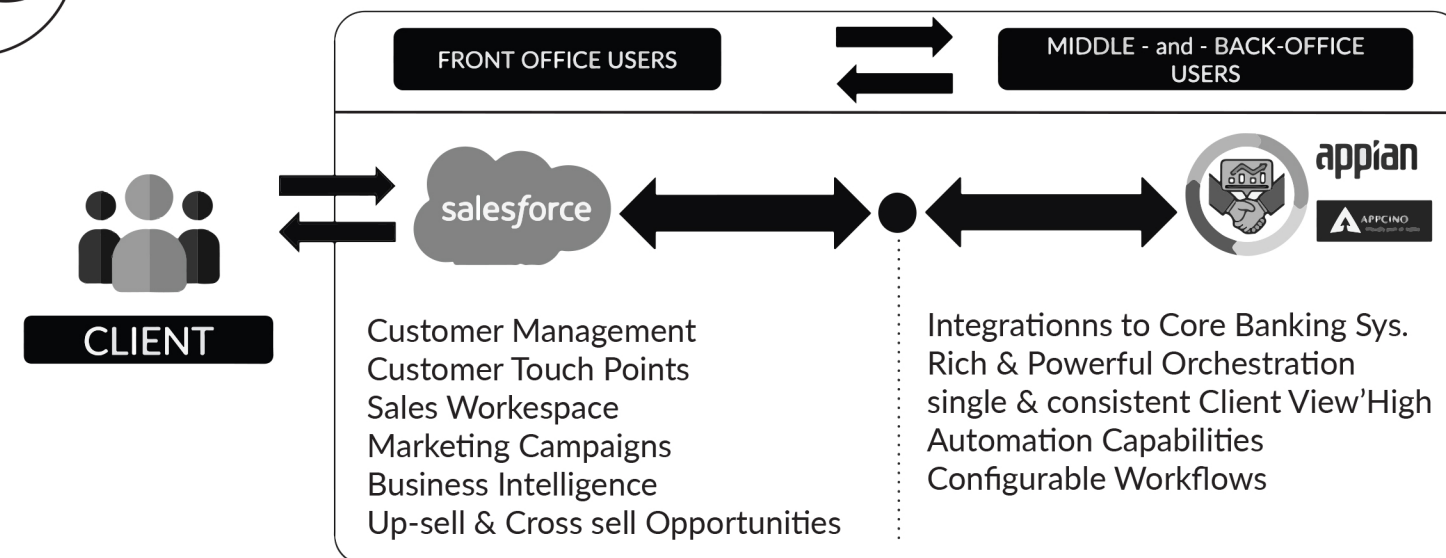 FRONT OFFICE USERS
MIDDLE - and - BACK-OFFICE
USERS
salesforce
appian
APPCINO
CLIENT
Customer Management
Customer Touch Points
Sales Workespace
Marketing Campaigns
Business Intelligence
Up-sell & Cross sell Opportunities
Integrationns to Core Banking Sys.
Rich & Powerful Orchestration
single & consistent Client View’High
Automation Capabilities
Configurable Workflows